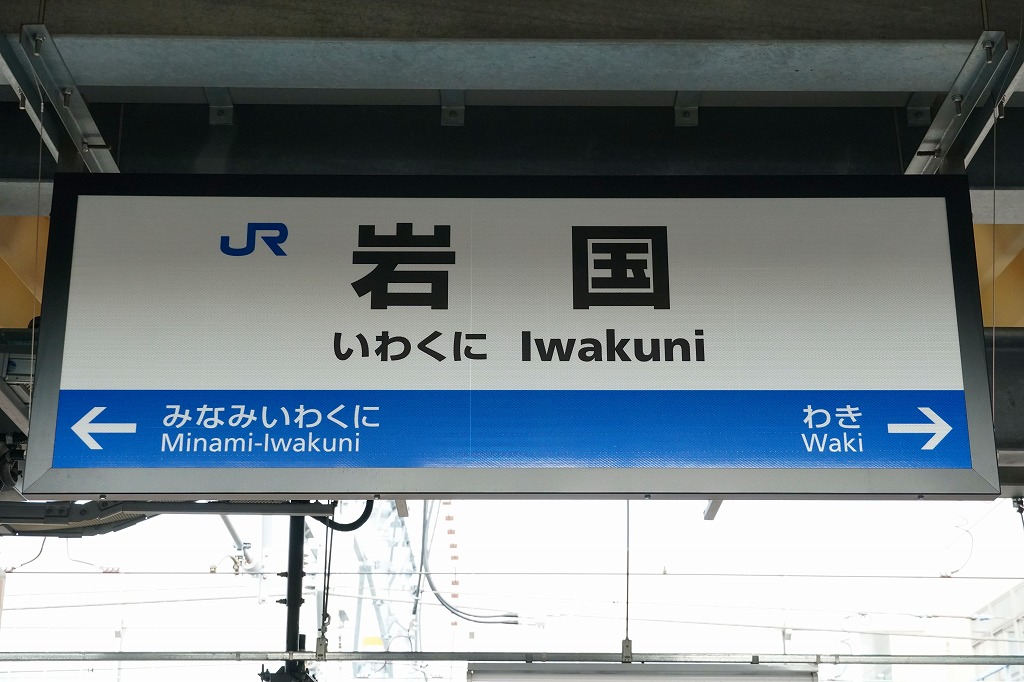 JR 岩国
いわくに Iwakuni
← みなみいわくに わき →
Minami-Iwakuni Waki